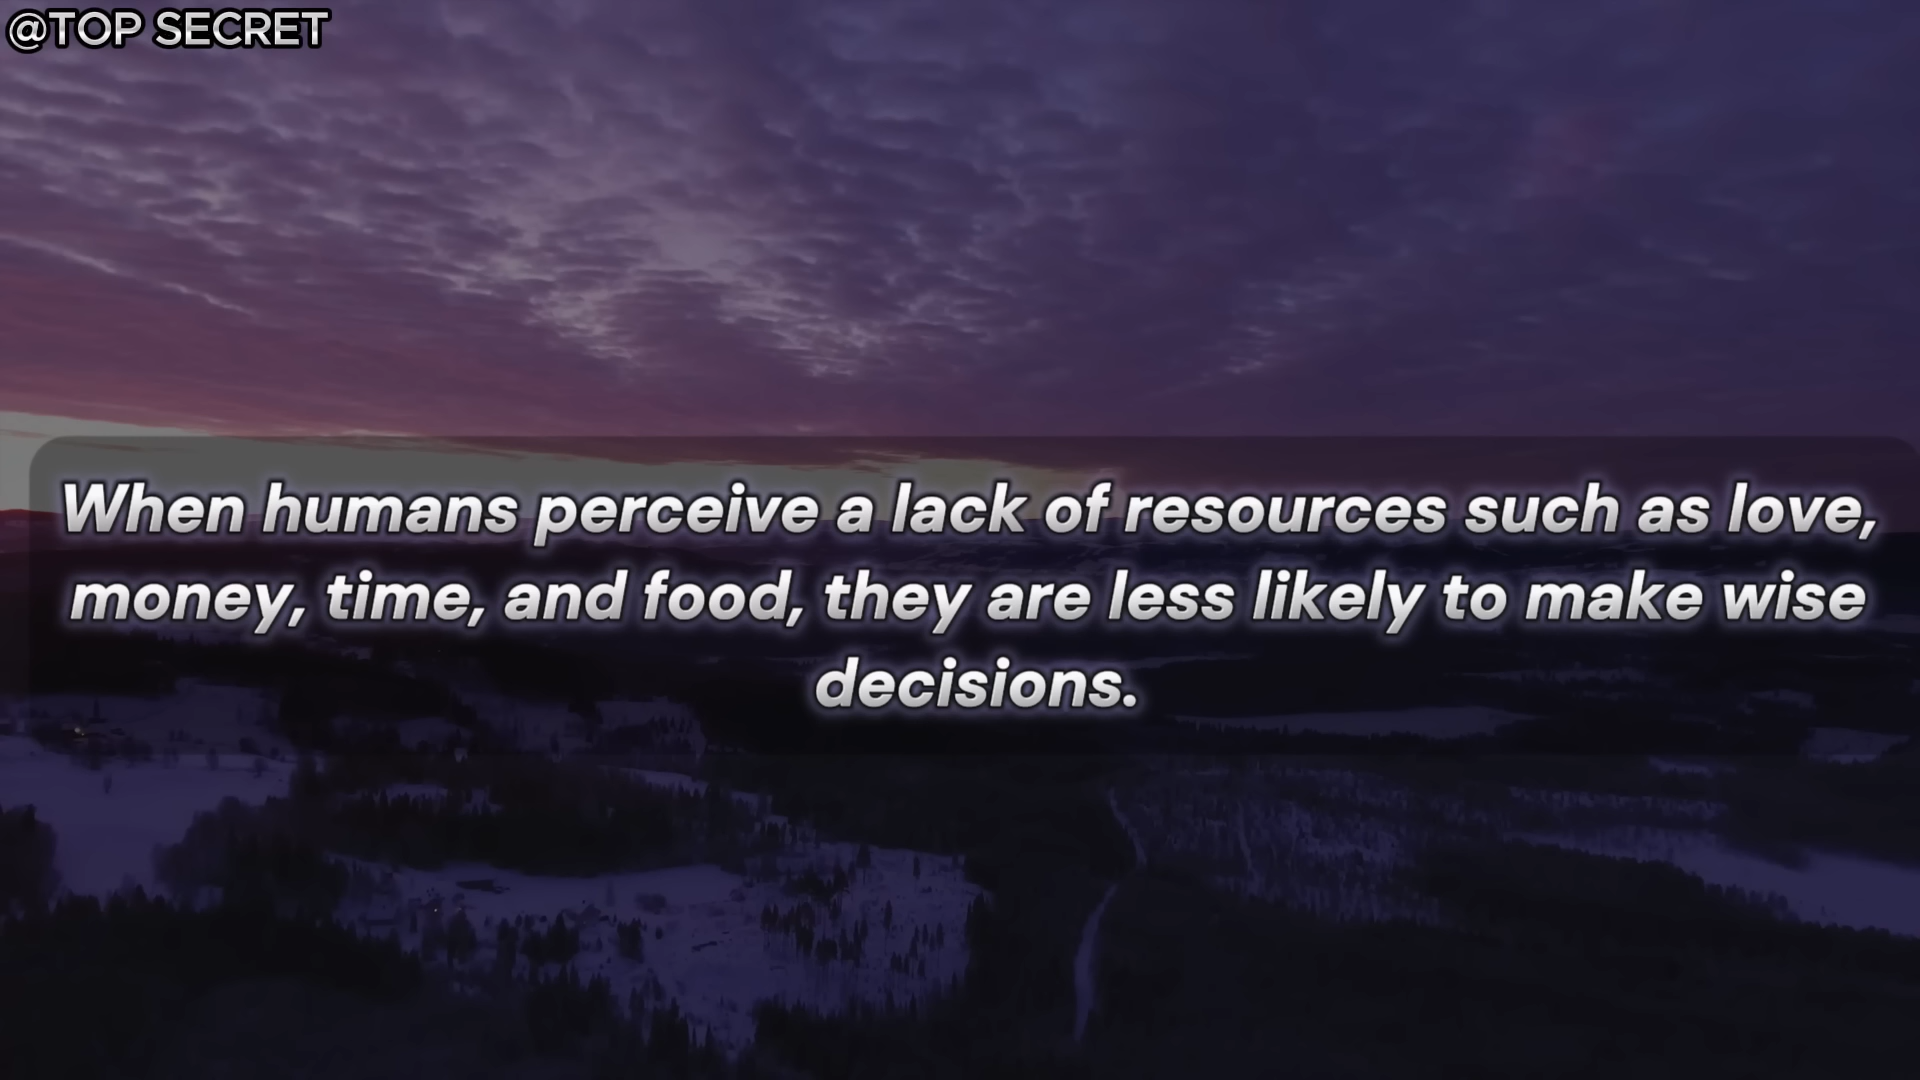 @TOP SECRET
When humans perceive a lack of resources such as love,
money, time, and food, they are less likely to make wise
decisions.